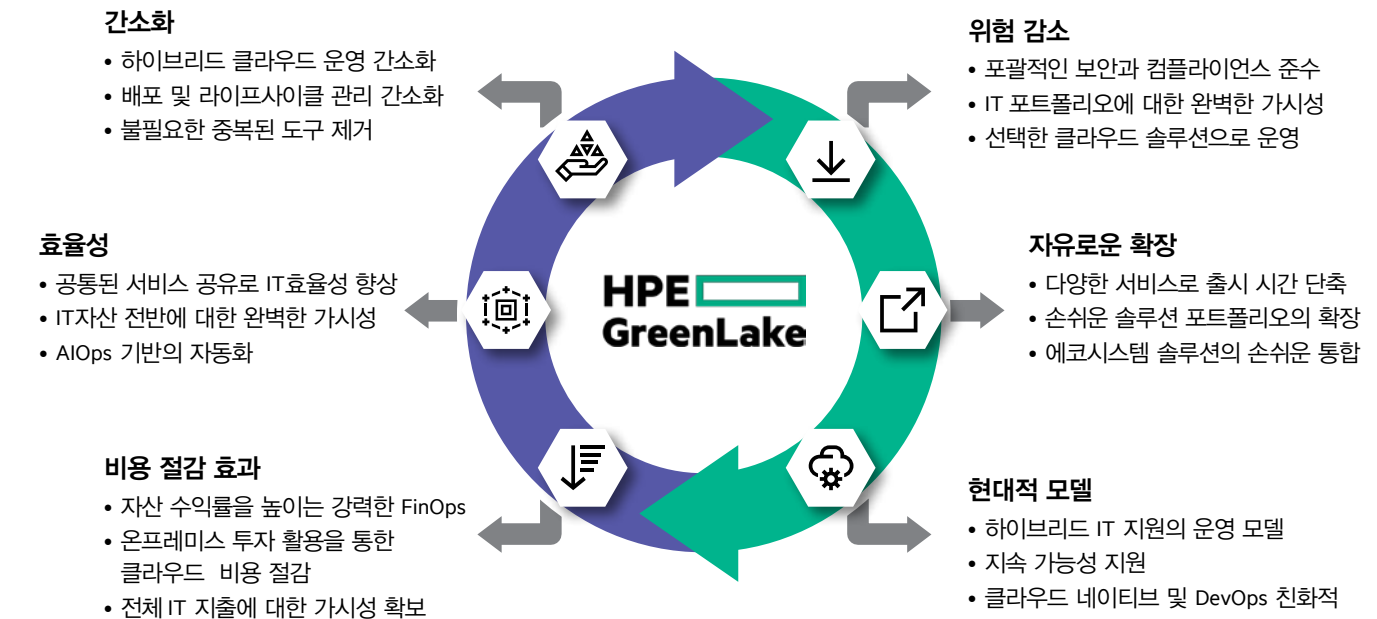 간소화
• 하이브리드 클라우드 운영 간소화
• 배포 및 라이프사이클 관리 간소화
• 불필요한 중복된 도구 제거
위험 감소
• 포괄적인 보안과 컴플라이언스 준수
• IT 포트폴리오에 대한 완벽한 가시성
• 선택한 클라우드 솔루션으로 운영
효율성
• 공통된 서비스 공유로 IT효율성 향상
• IT자산 전반에 대한 완벽한 가시성
• AIOps 기반의 자동화
HPE
GreenLake
자유로운 확장
• 다양한 서비스로 출시 시간 단축
• 손쉬운 솔루션 포트폴리오의 확장
• 에코시스템 솔루션의 손쉬운 통합
비용 절감 효과
• 자산 수익률을 높이는 강력한 FinOps
• 온프레미스 투자 활용을 통한
클라우드 비용 절감
• 전체 IT 지출에 대한 가시성 확보
현대적 모델
• 하이브리드 IT 지원의 운영 모델
• 지속 가능성 지원
• 클라우드 네이티브 및 DevOps 친화적